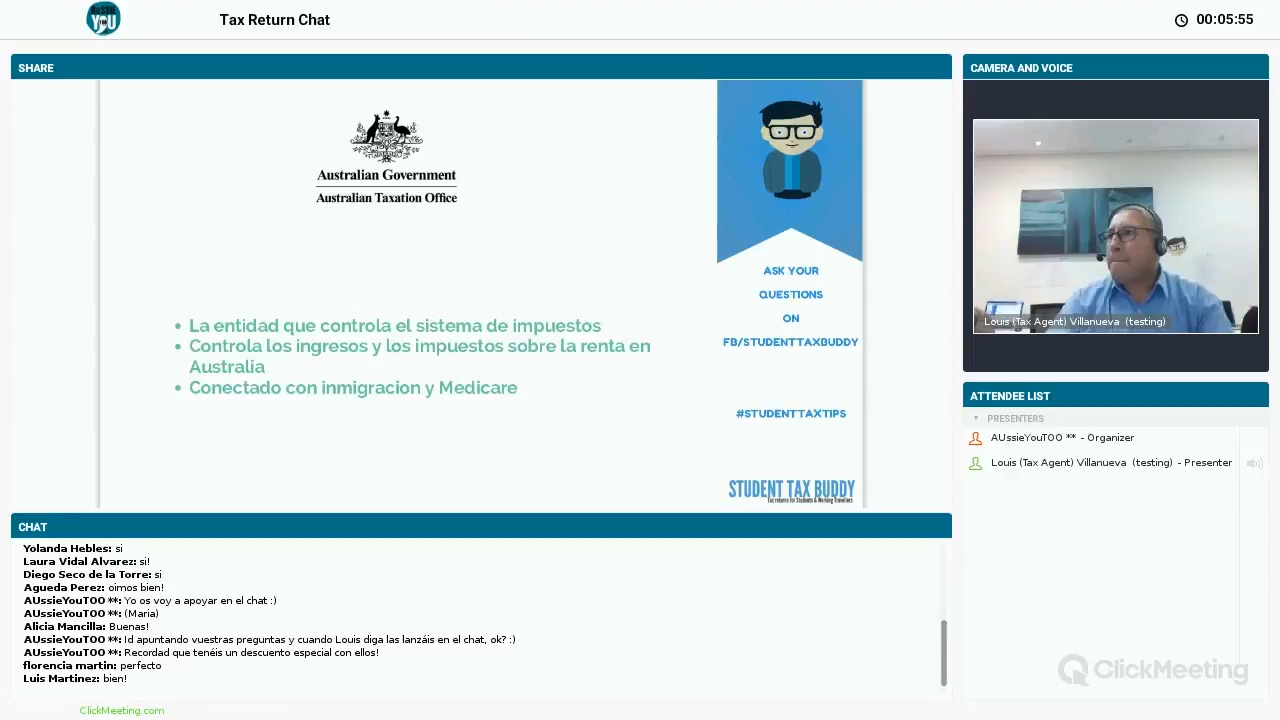 Tax Return Chat
00:05:55
SHARE
Australian Government
Australian Taxation Office
• La entidad que controla el sistema de impuestos
• Controla los ingresos y los impuestos sobre la renta en
Australia
• Conectado con inmigracion y Medicare
ASK YOUR
QUESTIONS
ON
FB/STUDENTTAXBUDDY
#STUDENTTAXTIPS
STUDENT TAX BUDDY
Tax returns for Students & Working Travellers
CAMERA AND VOICE
Louis (Tax Agent) Villanueva (testing)
ATTENDEE LIST
PRESENTERS
AUssieYouTOO ** - Organizer
Louis (Tax Agent) Villanueva (testing) - Presenter
CHAT
Yolanda Hebles: si
Laura Vidal Alvarez: si!
Diego Seco de la Torre: si
Agueda Perez: oimos bien!
AUssieYouTOO **: Yo os voy a apoyar en el chat :)
AUssieYouTOO **: (Maria)
Alicia Mancilla: Buenas!
AUssieYouTOO **: Id apuntando vuestras preguntas y cuando Louis diga las lanzáis en el chat, ok? :)
AUssieYouTOO **: Recordad que tenéis un descuento especial con ellos!
florencia martin: perfecto
Luis Martinez: bien!
ClickMeeting
ClickMeeting.com